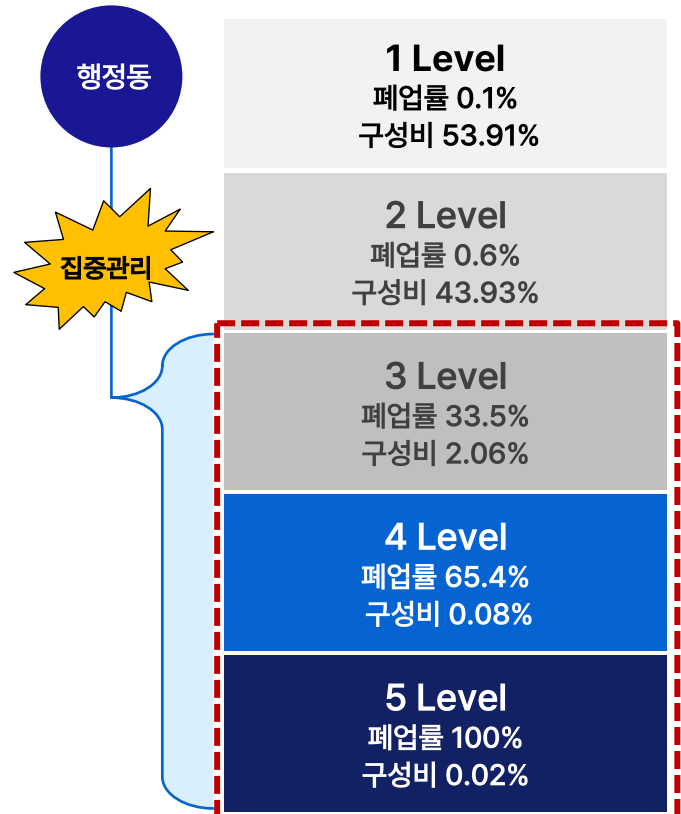 행정동
1 Level
폐업률 0.1%
구성비 53.91%
2 Level
폐업률 0.6%
구성비 43.93%
집중관리
3 Level
폐업률 33.5%
구성비 2.06%
4 Level
폐업률 65.4%
구성비 0.08%
5 Level
폐업률 100%
구성비 0.02%